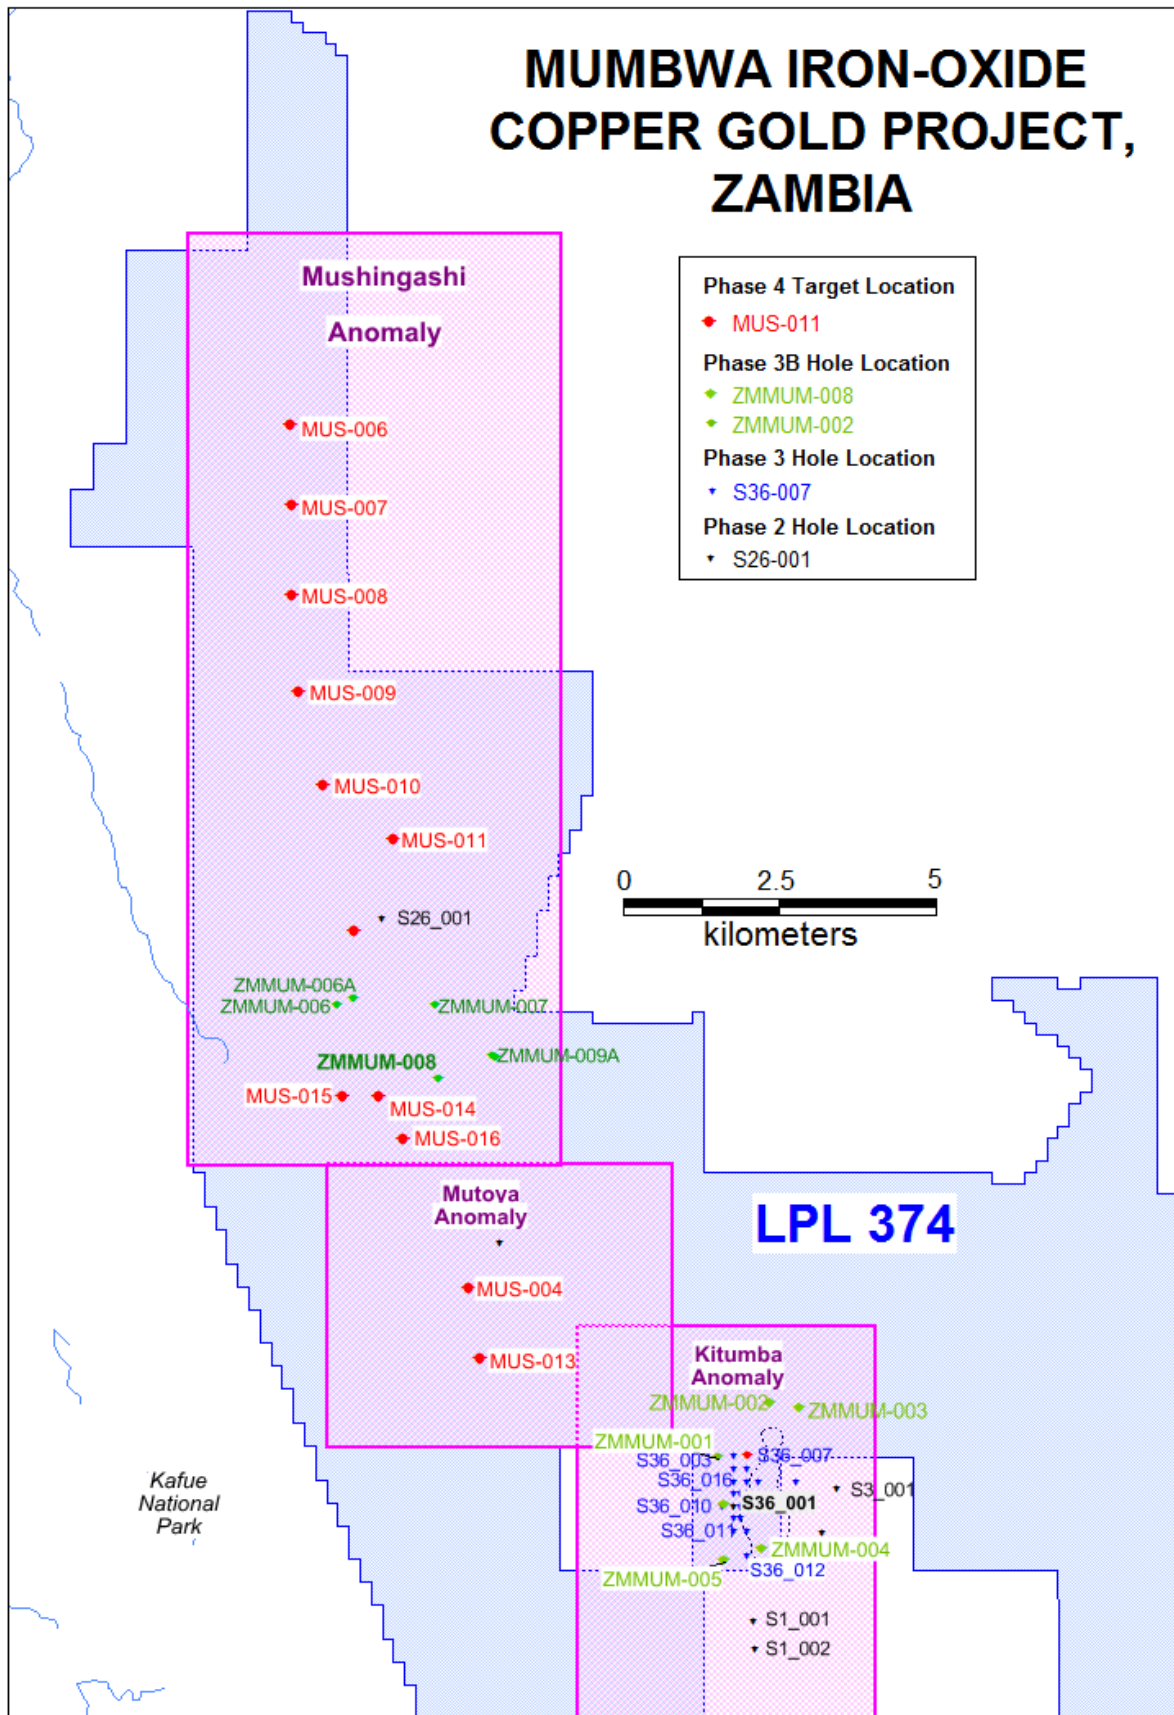 MUMBWA IRON-OXIDE
COPPER GOLD PROJECT,
ZAMBIA
Phase 4 Target Location
MUS-011
Phase 3B Hole Location
ZMMUM-008
ZMMUM-002
Phase 3 Hole Location
S36-007
Phase 2 Hole Location
S26-001
Mushingashi
Anomaly
MUS-006
MUS-007
MUS-008
MUS-009
MUS-010
MUS-011
0 2.5 5
kilometers
S26_001
ZMMUM-006A
ZMMUM-006
ZMMUM-007
ZMMUM-009A
ZMMUM-008
MUS-015
MUS-014
MUS-016
Mutoya
Anomaly
LPL 374
MUS-004
MUS-013
Kitumba
Anomaly
ZMMUM-002
ZMMUM-003
ZMMUM-001
S36_003
S36_007
S36_016
S3_001
S36_010
S36_001
S36_011
ZMMUM-004
S36_012
ZMMUM-005
S1_001
S1_002
Kafue
National
Park